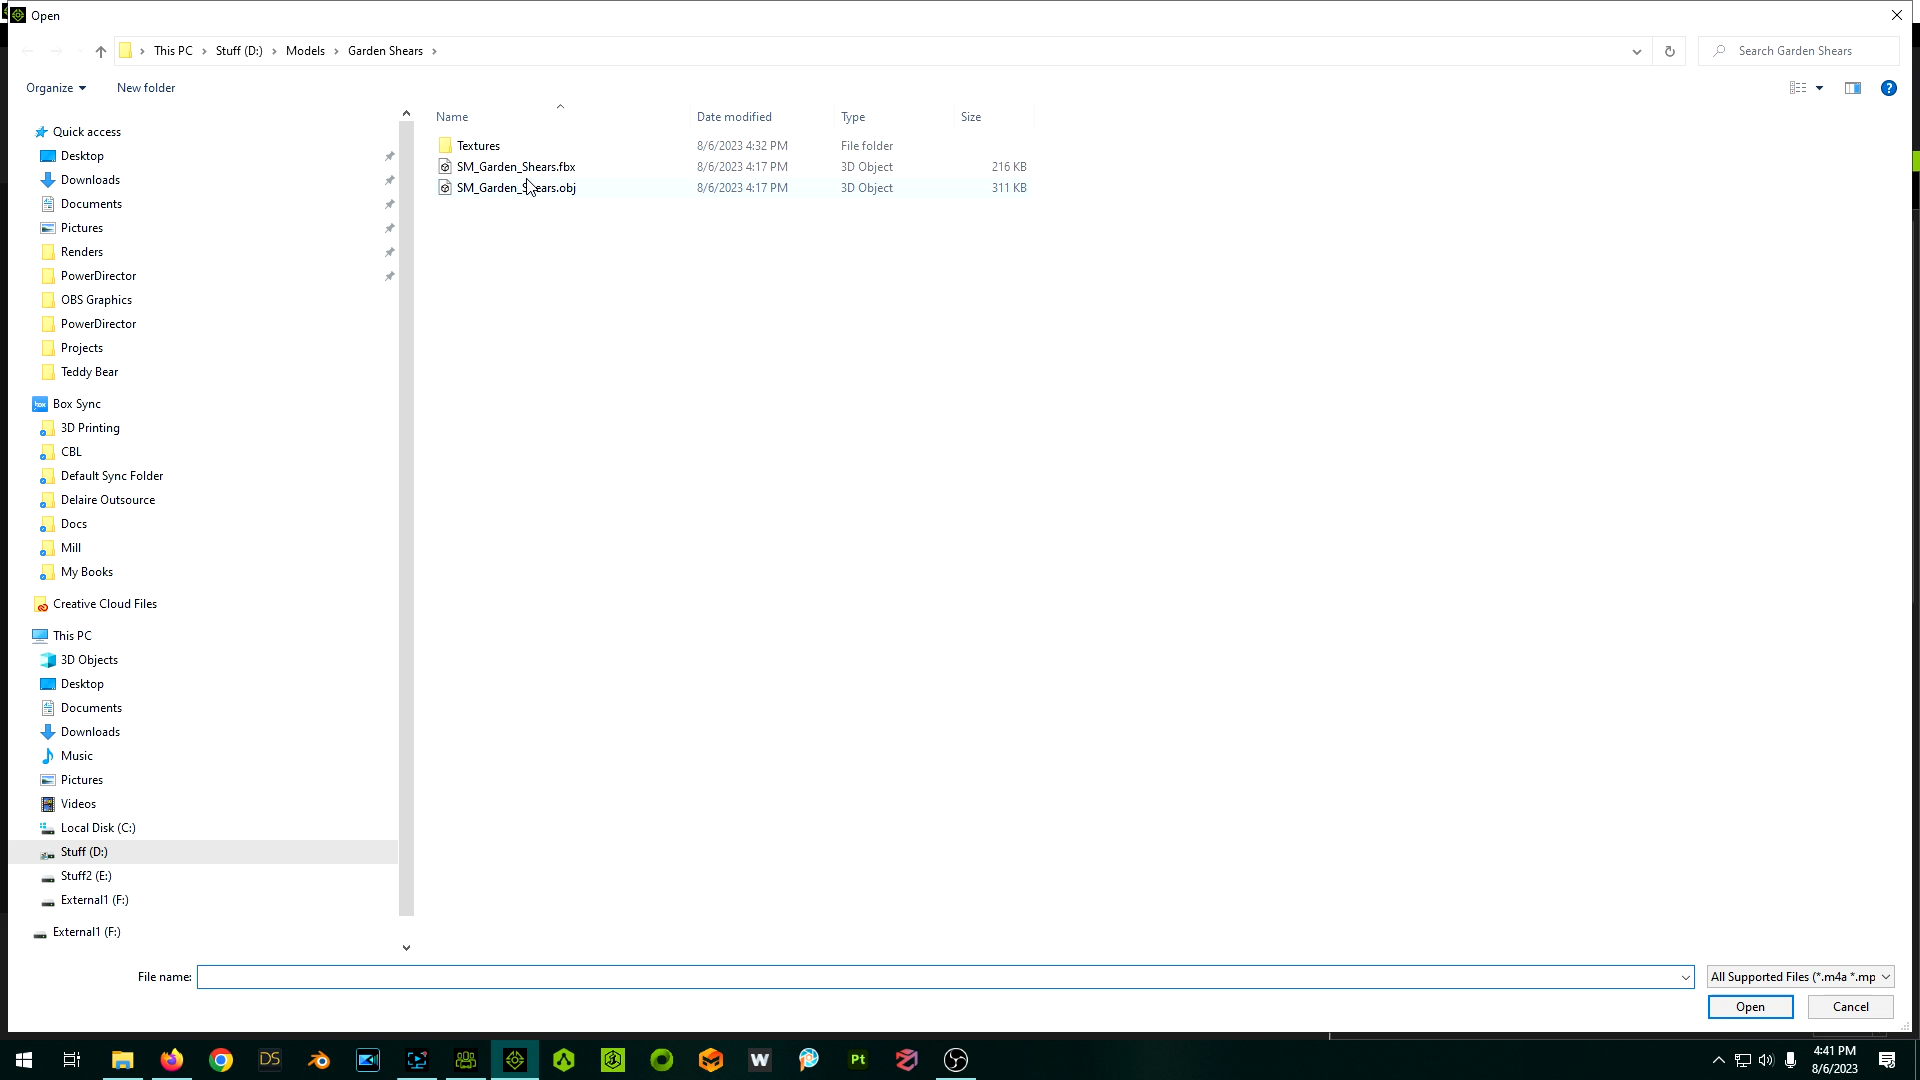 Open
This PC > Stuff (D:) > Models > Garden Shears >
Search Garden Shears
Organize
New folder
Name
Date modified
Type
Size
Textures 8/6/2023 4:32 PM File folder
SM_Garden_Shears.fbx 8/6/2023 4:17 PM 3D Object 216 KB
SM_Garden_Shears.obj 8/6/2023 4:17 PM 3D Object 311 KB
Quick access
Desktop
Downloads
Documents
Pictures
Renders
PowerDirector
OBS Graphics
PowerDirector
Projects
Teddy Bear
Box Sync
3D Printing
CBL
Default Sync Folder
Delaire Outsource
Docs
Mill
My Books
Creative Cloud Files
This PC
3D Objects
Desktop
Documents
Downloads
Music
Pictures
Videos
Local Disk (C:)
Stuff (D:)
Stuff2 (E:)
External1 (F:)
External1 (F:)
File name:
All Supported Files (*.m4a *.mp
Open
Cancel
DS
W
Pt
4:41 PM
8/6/2023